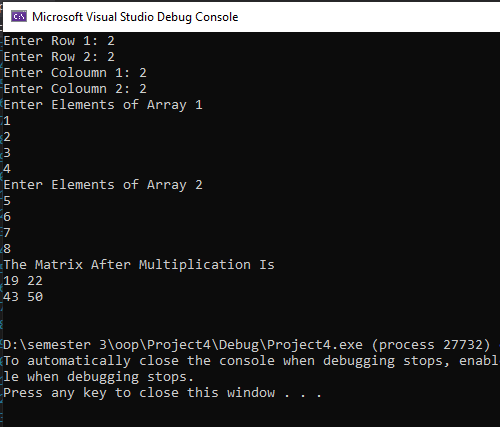 Microsoft Visual Studio Debug Console
Enter Row 1: 2
Enter Row 2: 2
Enter Coloumn 1: 2
Enter Coloumn 2: 2
Enter Elements of Array 1
1
2
3
4
Enter Elements of Array 2
5
6
7
8
The Matrix After Multiplication Is
19 22
43 50
D:\semester 3\oop\Project4\Debug\Project4.exe (process 27732)
To automatically close the console when debugging stops, enabl
le when debugging stops.
Press any key to close this window . . .